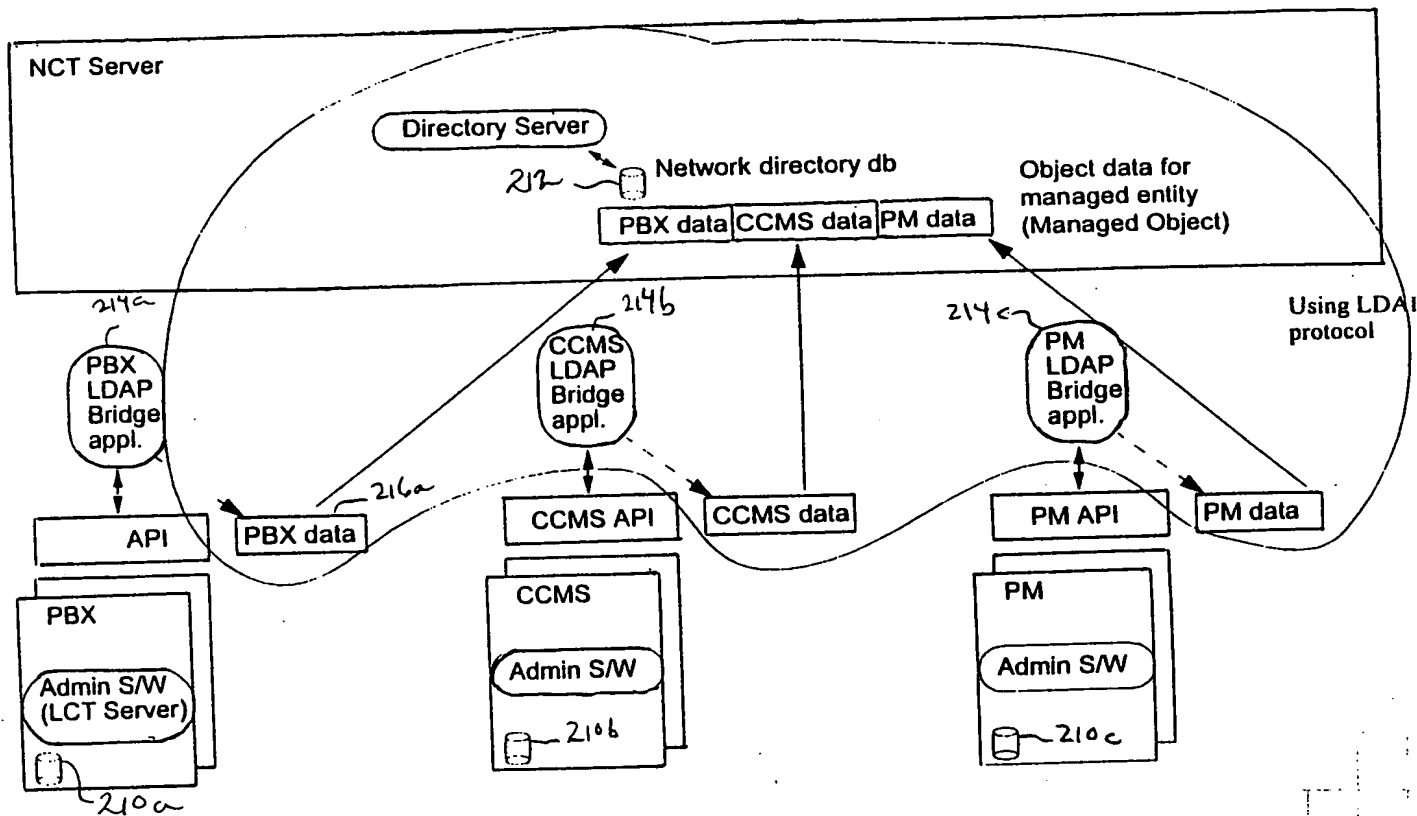 NCT Server
Directory Server
212
Network directory db
Object data for
managed entity
(Managed Object)
PBX data
CCMS data
PM data
214a
214b
214c
Using LDAP
protocol
PBX
LDAP
Bridge
appl.
CCMS
LDAP
Bridge
appl.
PM
LDAP
Bridge
appl.
216a
API
PBX data
CCMS API
CCMS data
PM API
PM data
PBX
Admin S/W
(LCT Server)
210a
CCMS
Admin S/W
210b
PM
Admin S/W
210c